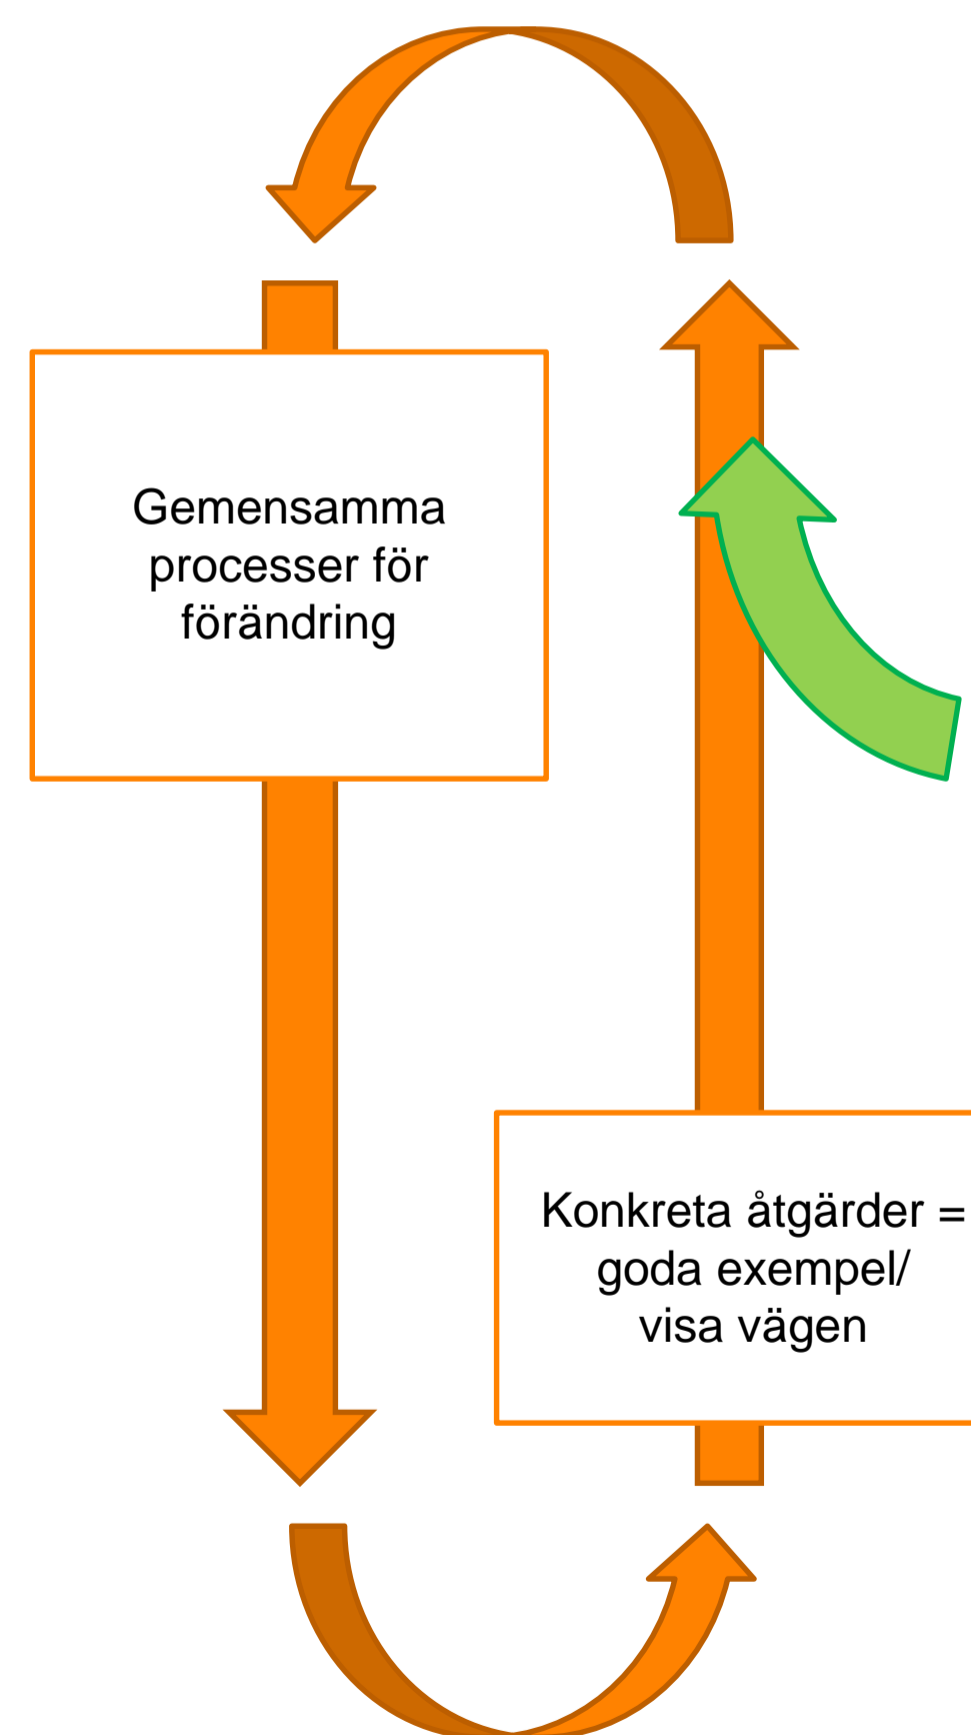 Gemensamma
processer för
förändring
Konkreta åtgärder =
goda exempel/
visa vägen